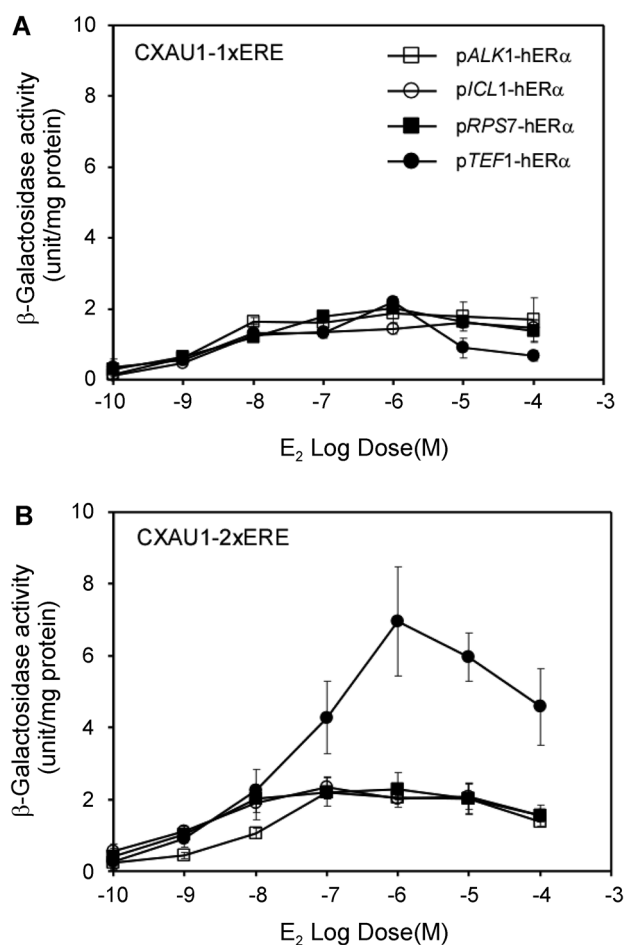 A
CXAU1-1xERE
pALK1-hERα
pICL1-hERα
pRPS7-hERα
pTEF1-hERα
β-Galactosidase activity
(unit/mg protein)
10
8
6
4
2
0
-10 -9 -8 -7 -6 -5 -4 -3
E₂ Log Dose(M)
B
CXAU1-2xERE
β-Galactosidase activity
(unit/mg protein)
10
8
6
4
2
0
-10 -9 -8 -7 -6 -5 -4 -3
E₂ Log Dose(M)